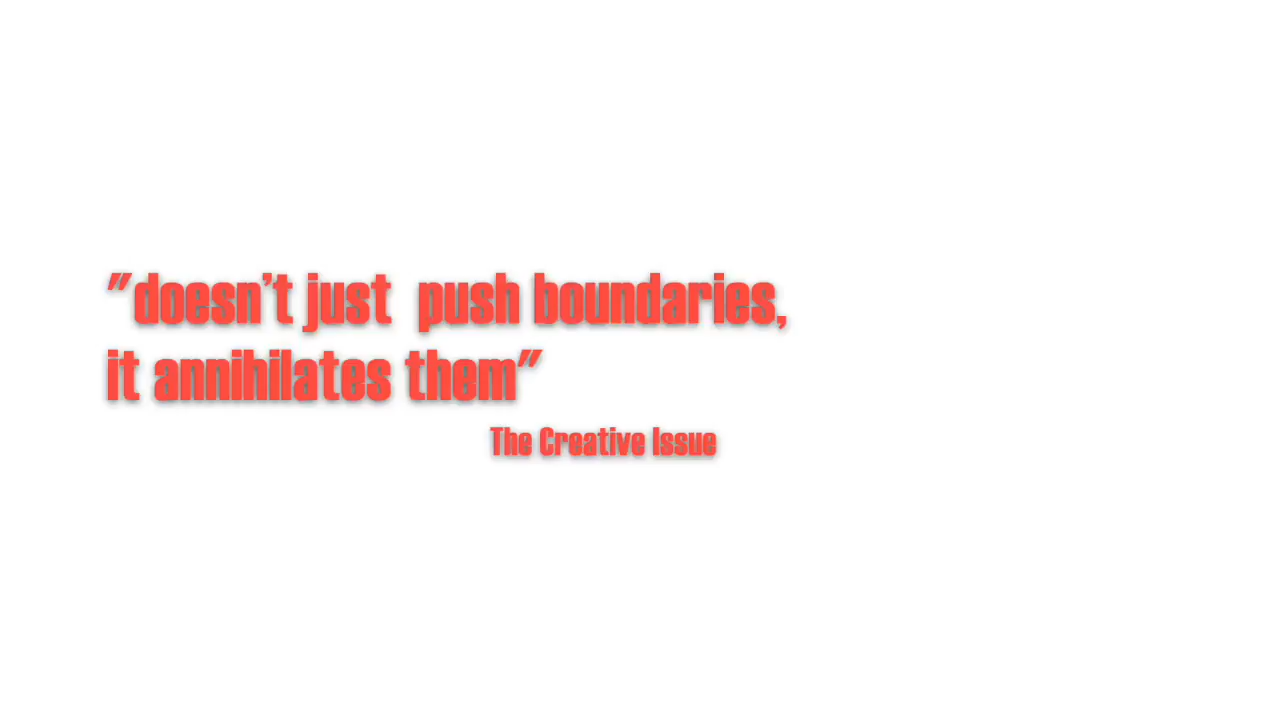 "doesn't just  push boundaries,
it annihilates them"
The Creative Issue